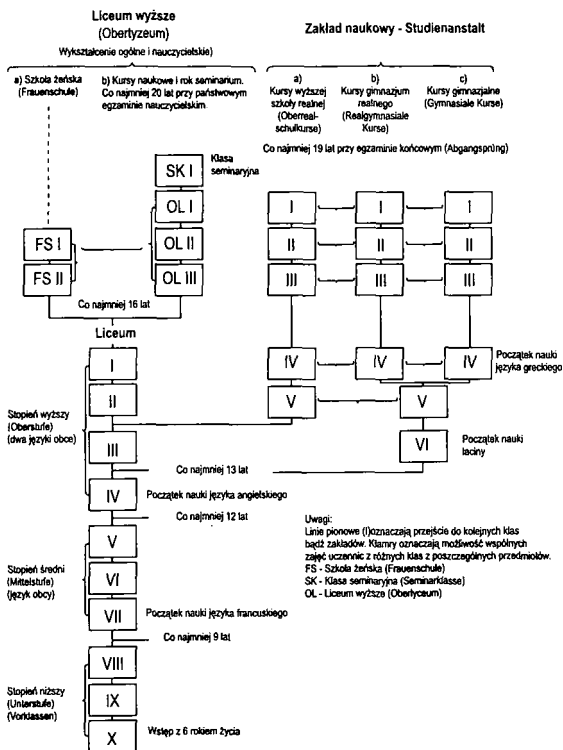 Liceum wyższe
(Obertyzeum)
Wykształcenie ogólne i nauczycielskie)
a) Szkoła żeńska
(Frauenschule)
b) Kursy naukowe i rok seminarium.
Co najmniej 20 lat przy państwowym
egzaminie nauczycielskim.
Zakład naukowy - Studienanstalt
a)
Kursy wyższej
szkoły realnej
(Oberreal-
schulkurse)
b)
Kursy gimnazjum
realnego
(Realgymnasiale
Kurse)
c)
Kursy gimnazjalne
(Gymnasiale Kurse)
Co najmniej 19 lat przy egzaminie końcowym (Abgangsprüng)
SK I
Klasa
seminaryjna
OL I
FS I
OL II
FS II
OL III
I
I
I
II
II
II
III
III
III
Co najmniej 16 lat
Liceum
I
II
III
IV
Stopień wyższy
(Oberstufe)
(dwa języki obce)
IV
IV
IV
Początek nauki
języka greckiego
V
V
VI
Początek nauki
łaciny
Co najmniej 13 lat
Początek nauki języka angielskiego
Co najmniej 12 lat
V
VI
VII
Stopień średni
(Mittelstufe)
(język obcy)
Początek nauki języka francuskiego
Co najmniej 9 lat
VIII
IX
X
Stopień niższy
(Unterstufe)
(Vorklassen)
Wstęp z 6 rokiem życia
Uwagi:
Linie pionowe (I)oznaczają przejście do kolejnych klas
bądź zakładów. Klamry oznaczają możliwość wspólnych
zajęć uczennic z różnych klas z poszczególnych przedmiotów.
FS - Szkoła żeńska (Frauenschule)
SK - Klasa seminaryjna (Seminarklasse)
OL - Liceum wyższe (Oberlyceum)